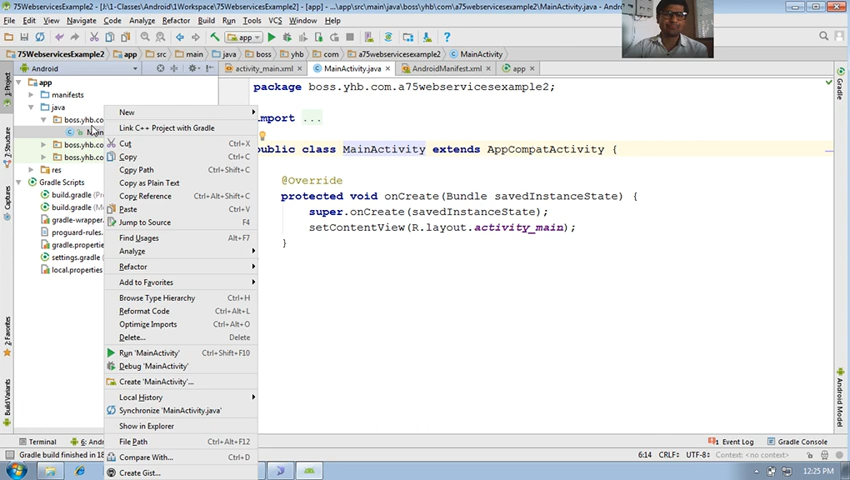 75WebservicesExample2 - [J:\1-Classes\Android\1Workspace\75WebservicesExample2] - [app] - ...\app\src\main\java\boss\yhb\com\a75webservicesexample2\MainActivity.java
File Edit View Navigate Code Analyze Refactor Build Run Tools VCS Window Help
app
75WebservicesExample2 app src main java boss yhb com a75webservicesexample2 MainActivity
Android
activity_main.xml MainActivity.java AndroidManifest.xml app
1: Project
7: Structure
Captures
2: Favorites
Build Variants
Gradle
Android Model
app
manifests
java
boss.yhb.co
Main
boss.yhb.co
boss.yhb.co
res
Gradle Scripts
build.gradle
build.gradle
gradle-wrapper.
proguard-rules.
gradle.properties
settings.gradle
local.properties
New
Link C++ Project with Gradle
Cut Ctrl+X
Copy Ctrl+C
Copy Path Ctrl+Shift+C
Copy as Plain Text
Copy Reference Ctrl+Alt+Shift+C
Paste Ctrl+V
Jump to Source F4
Find Usages Alt+F7
Analyze
Refactor
Add to Favorites
Browse Type Hierarchy Ctrl+H
Reformat Code Ctrl+Alt+L
Optimize Imports Ctrl+Alt+O
Delete... Delete
Run 'MainActivity' Ctrl+Shift+F10
Debug 'MainActivity'
Create 'MainActivity'...
Local History
Synchronize 'MainActivity.java'
Show in Explorer
File Path Ctrl+Alt+F12
Compare With... Ctrl+D
Create Gist...
package boss.yhb.com.a75webservicesexample2;
import ...
public class MainActivity extends AppCompatActivity {
@Override
protected void onCreate(Bundle savedInstanceState) {
super.onCreate(savedInstanceState);
setContentView(R.layout.activity_main);
}
Terminal 6: And
1 Event Log Gradle Console
Gradle build finished in 18
6:14 CRLF÷ UTF-8÷ Context: <no context>
12:25 PM